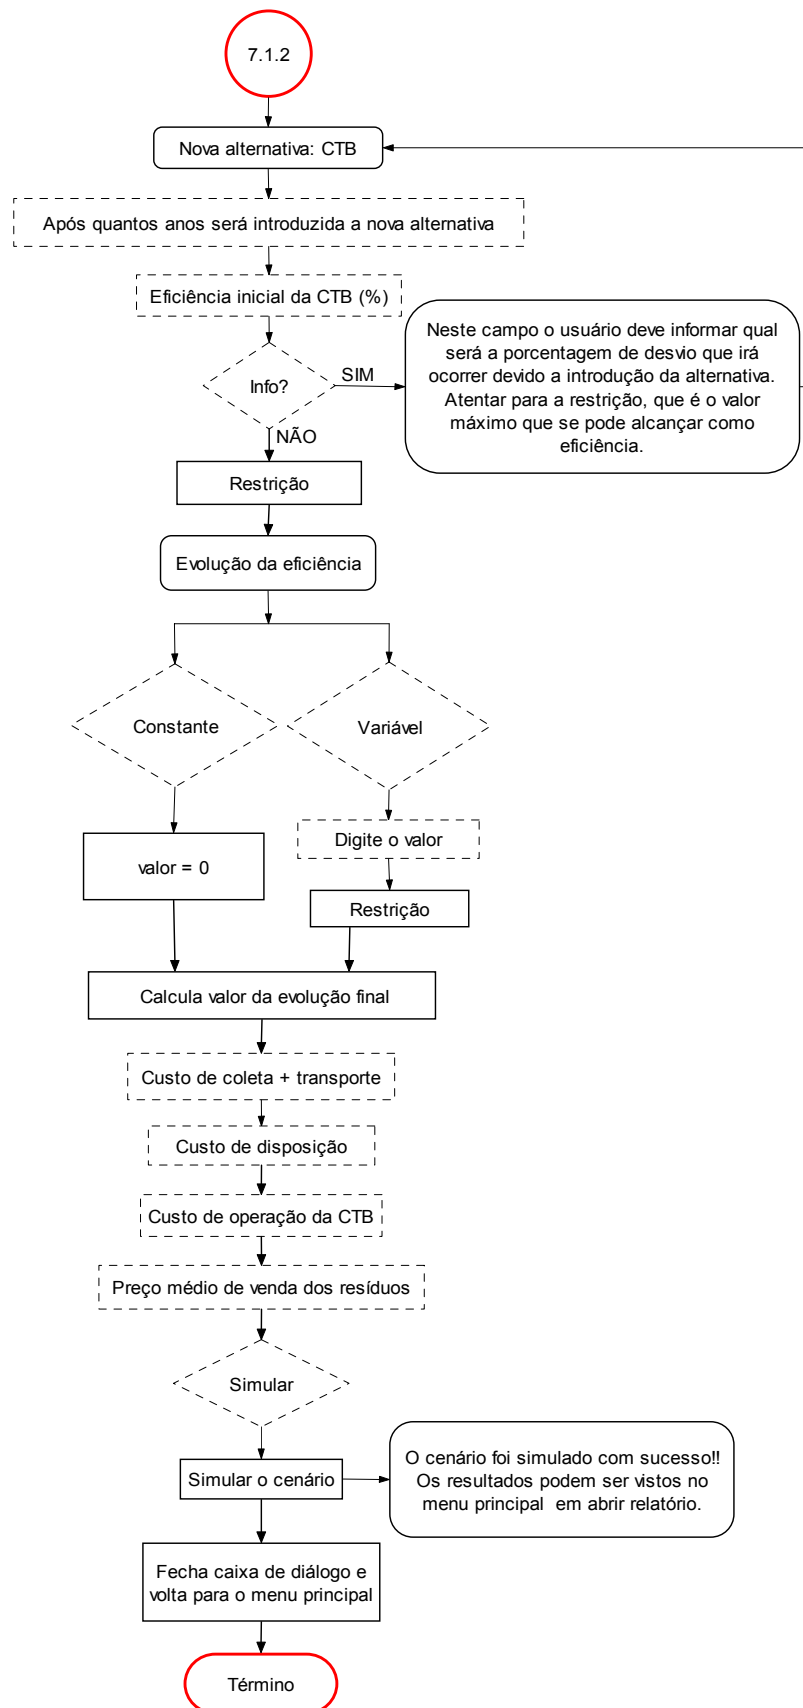 7.1.2
Nova alternativa: CTB
Após quantos anos será introduzida a nova alternativa
Eficiência inicial da CTB (%)
Info?
SIM
Neste campo o usuário deve informar qual
será a porcentagem de desvio que irá
ocorrer devido a introdução da alternativa.
Atentar para a restrição, que é o valor
máximo que se pode alcançar como
eficiência.
NÃO
Restrição
Evolução da eficiência
Constante
Variável
valor = 0
Digite o valor
Restrição
Calcula valor da evolução final
Custo de coleta + transporte
Custo de disposição
Custo de operação da CTB
Preço médio de venda dos resíduos
Simular
Simular o cenário
O cenário foi simulado com sucesso!!
Os resultados podem ser vistos no
menu principal  em abrir relatório.
Fecha caixa de diálogo e
volta para o menu principal
Término